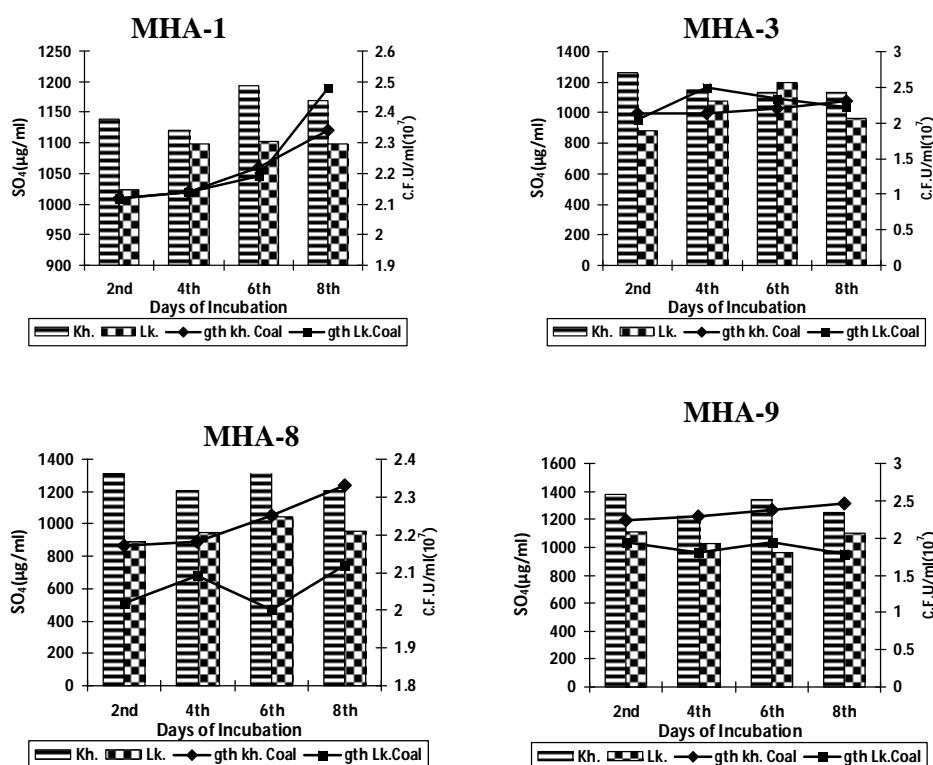 MHA-1
SO₄(µg/ml)
1250
1200
1150
1100
1050
1000
950
900
2.6
2.5
2.4
2.3
2.2
2.1
2
1.9
C.F.U/ml(10⁷)
2nd 4th 6th 8th
Days of Incubation
Kh. Lk. gth kh. Coal gth Lk.Coal
MHA-3
SO₄(µg/ml)
1400
1200
1000
800
600
400
200
0
3
2.5
2
1.5
1
0.5
0
C.F.U/ml(10⁷)
2nd 4th 6th 8th
Days of Incubation
Kh. Lk. gth kh. Coal gth Lk.Coal
MHA-8
SO₄(µg/ml)
1400
1200
1000
800
600
400
200
0
2.4
2.3
2.2
2.1
2
1.9
1.8
C.F.U/ml(10⁷)
2nd 4th 6th 8th
Days of Incubation
Kh. Lk. gth kh. Coal gth Lk.Coal
MHA-9
SO₄(µg/ml)
1600
1400
1200
1000
800
600
400
200
0
3
2.5
2
1.5
1
0.5
0
C.F.U/ml(10⁷)
2nd 4th 6th 8th
Days of Incubation
Kh. Lk. gth kh. Coal gth Lk.Coal